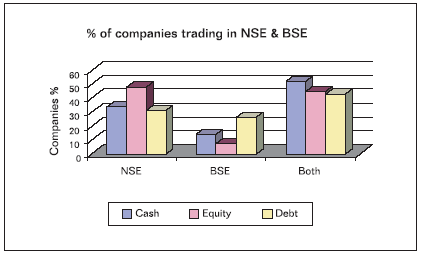 % of companies trading in NSE & BSE
Companies %
60
50
40
30
20
10
0
NSE BSE Both
Cash Equity Debt